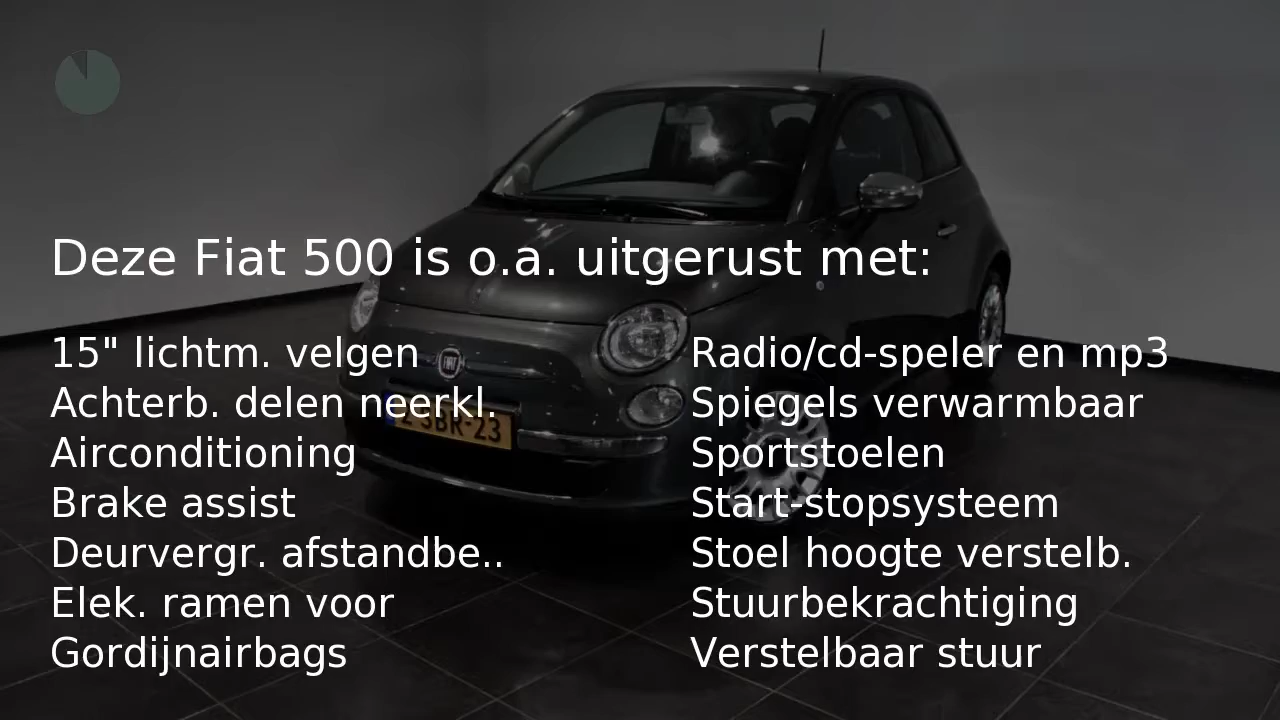 Deze Fiat 500 is o.a. uitgerust met:
15" lichtm. velgen
Achterb. delen neerkl.
Airconditioning
Brake assist
Deurvergr. afstandbe..
Elek. ramen voor
Gordijnairbags
Radio/cd-speler en mp3
Spiegels verwarmbaar
Sportstoelen
Start-stopsysteem
Stoel hoogte verstelb.
Stuurbekrachtiging
Verstelbaar stuur
FIAT